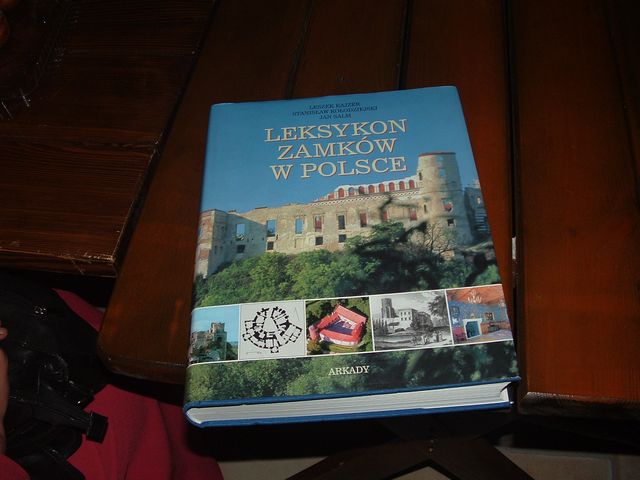 LESZEK KAJZER
STANISŁAW KOŁODZIEJSKI
JAN SALM
LEKSYKON
ZAMKÓW
W POLSCE
ARKADY